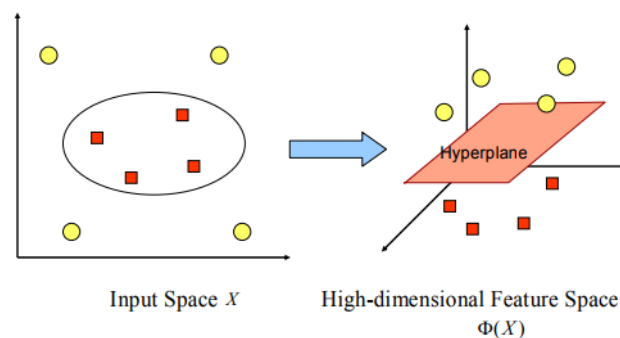 Hyperplane
Input Space X
High-dimensional Feature Space
Φ(X)